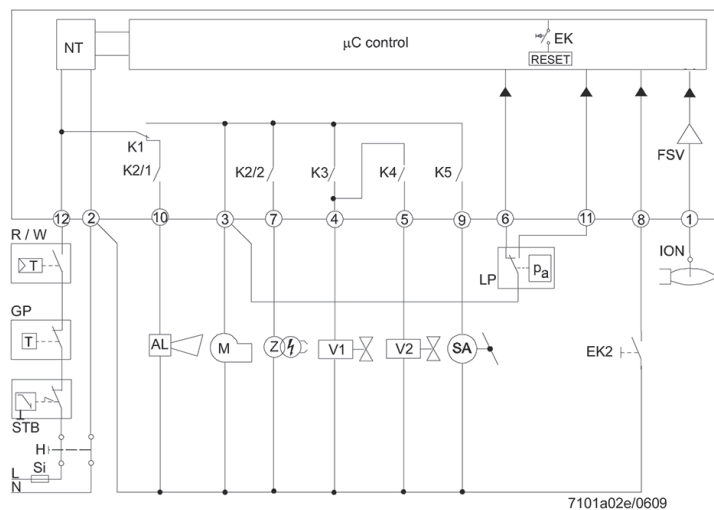 NT
µC control
EK
RESET
K1
K2/1
K2/2
K3
K4
K5
FSV
12
2
10
3
7
4
5
9
6
11
8
1
R / W
T
LP
pa
ION
GP
T
AL
M
Z
V1
V2
SA
EK2
STB
H
Si
L
N
7101a02e/0609